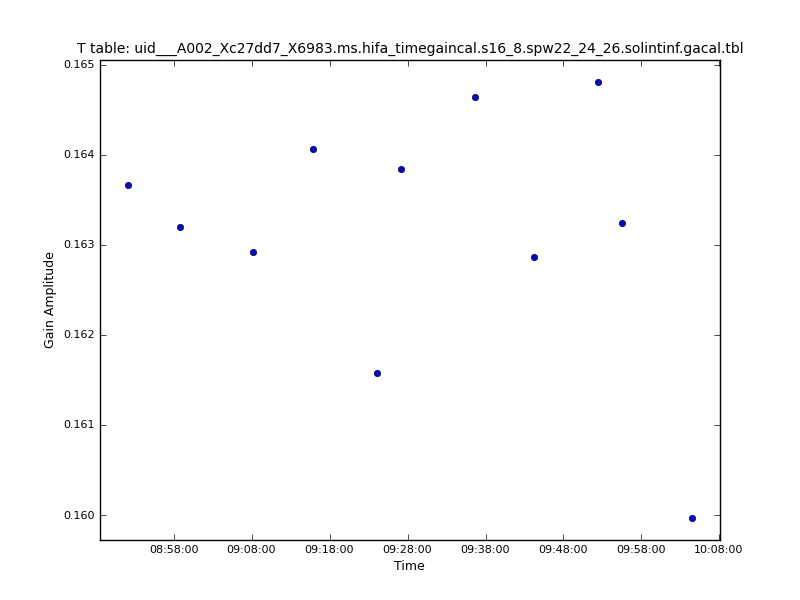 T table: uid___A002_Xc27dd7_X6983.ms.hifa_timegaincal.s16_8.spw22_24_26.solintinf.gacal.tbl
0.165
0.164
0.163
0.162
0.161
0.160
Gain Amplitude
08:58:00 09:08:00 09:18:00 09:28:00 09:38:00 09:48:00 09:58:00 10:08:00
Time